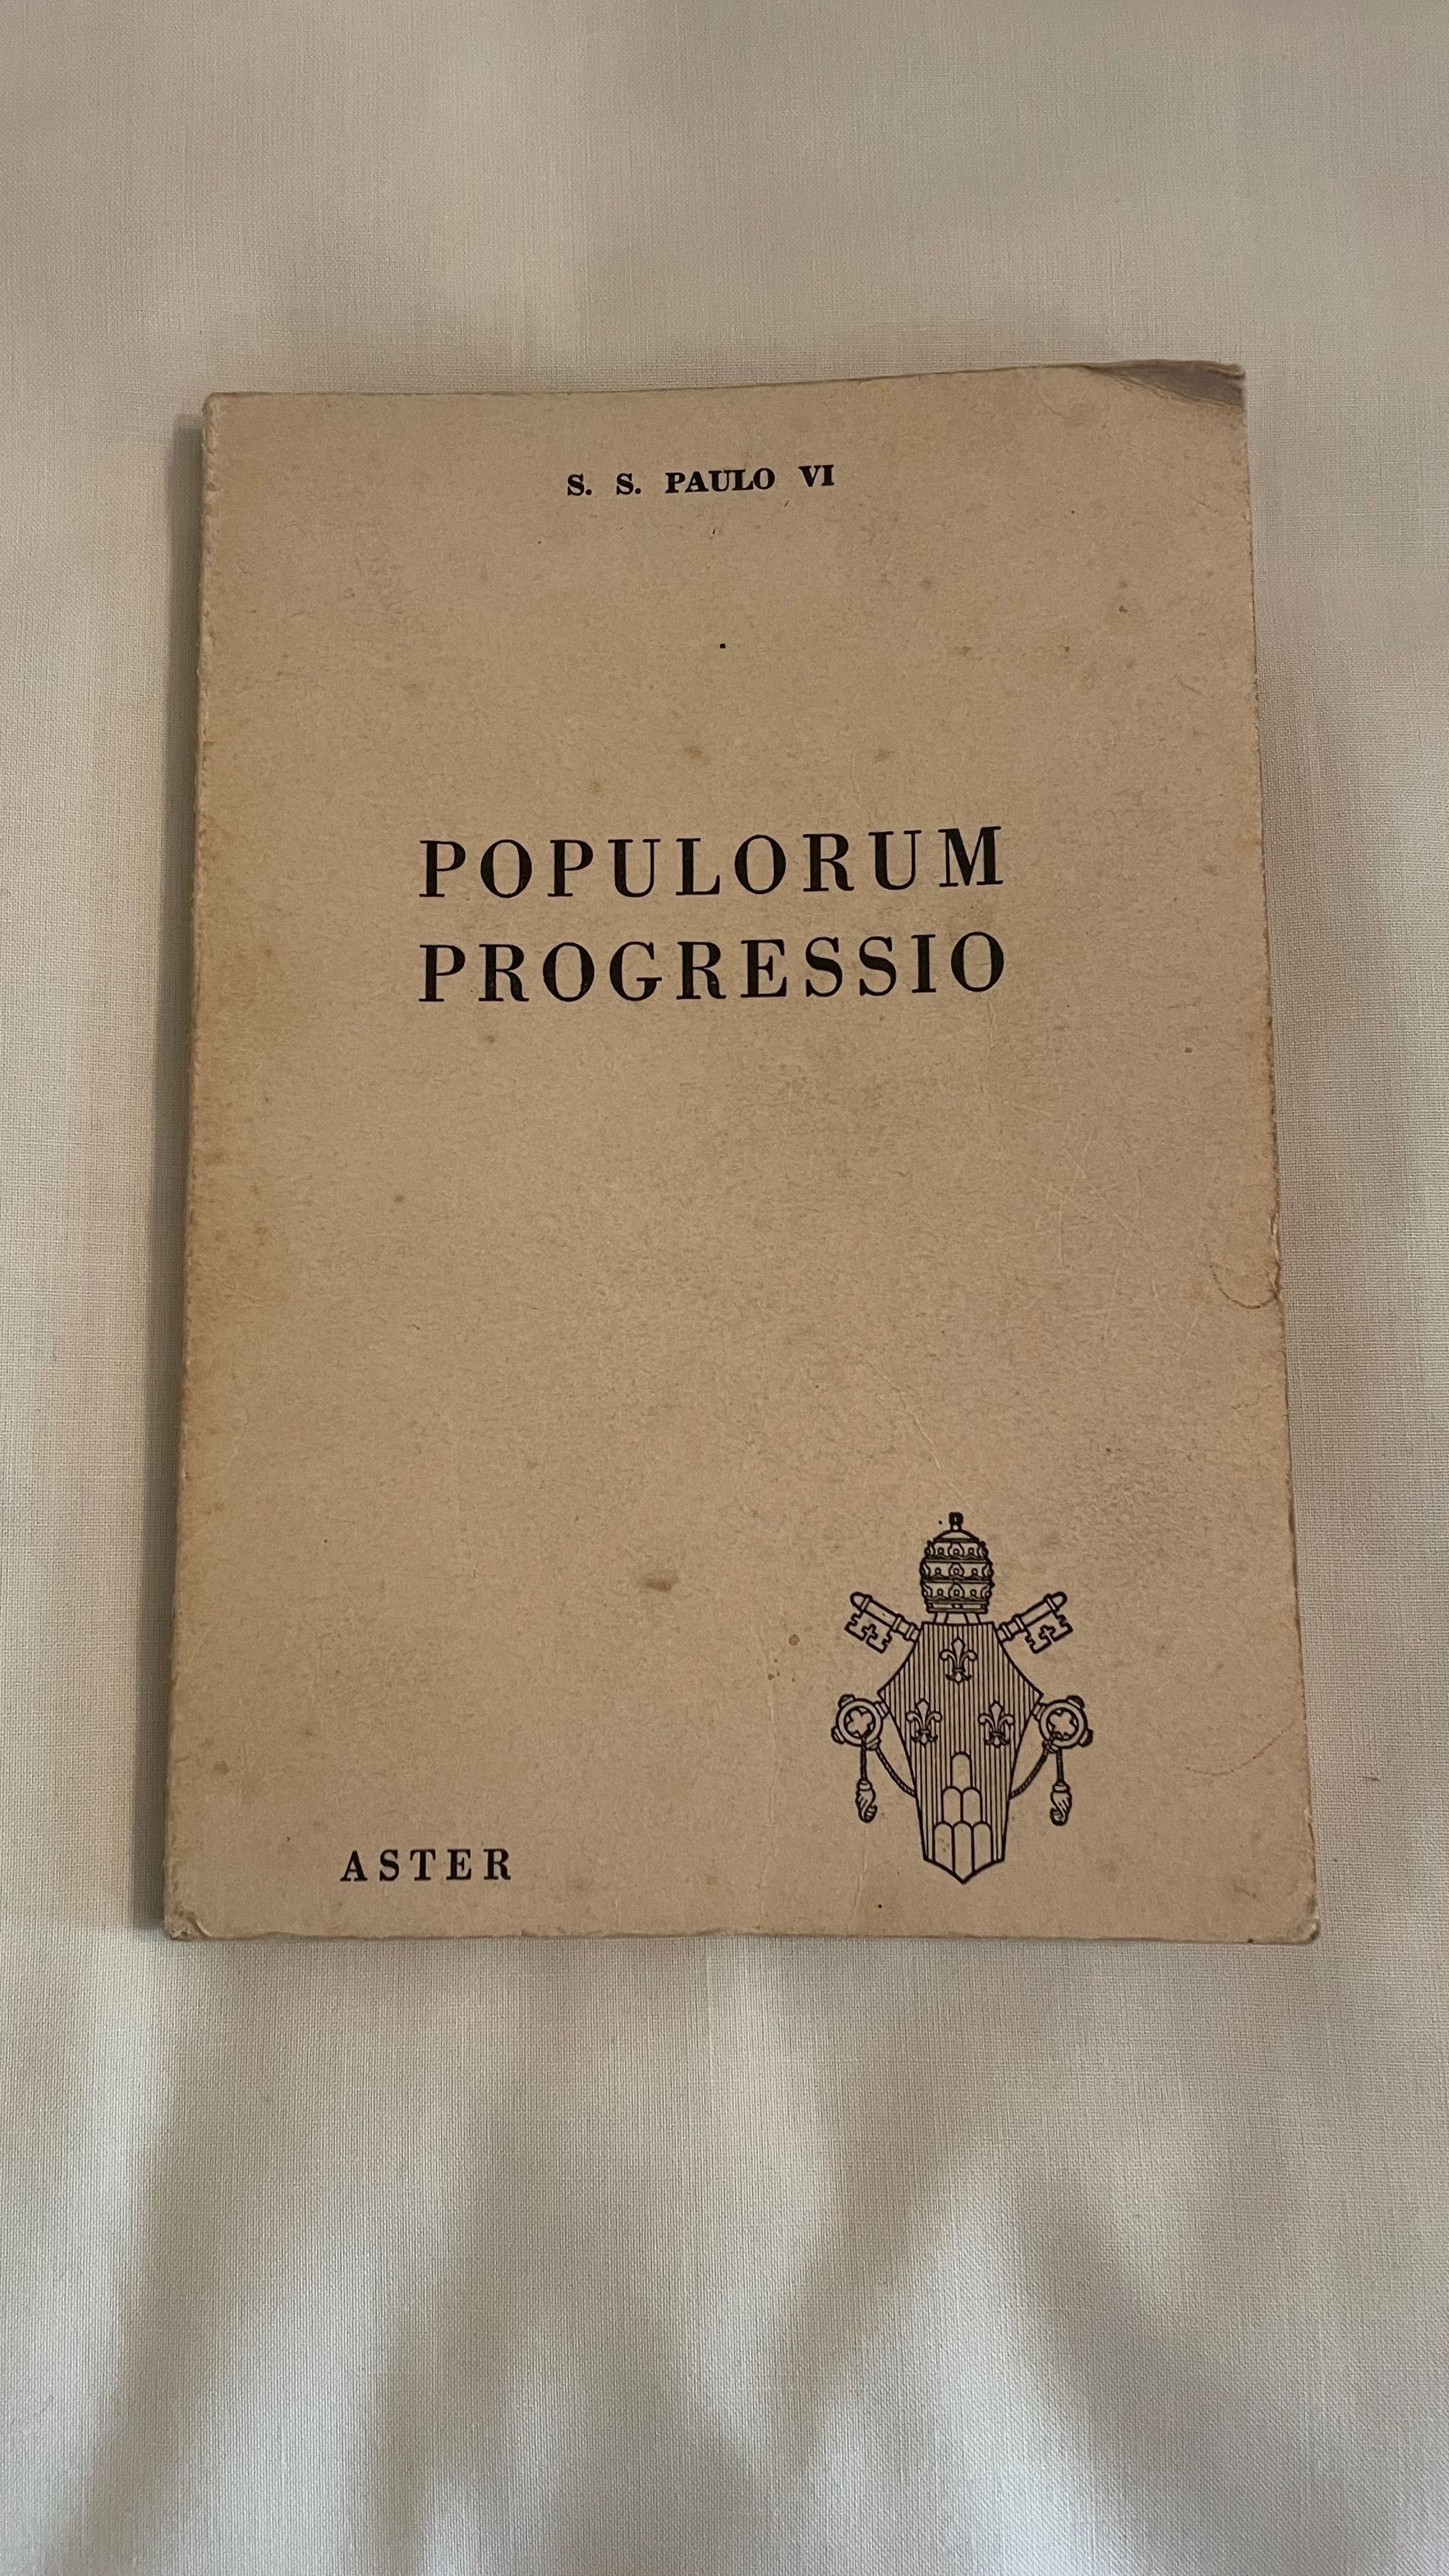 S. S. PAULO VI
POPULORUM
PROGRESSIO
ASTER